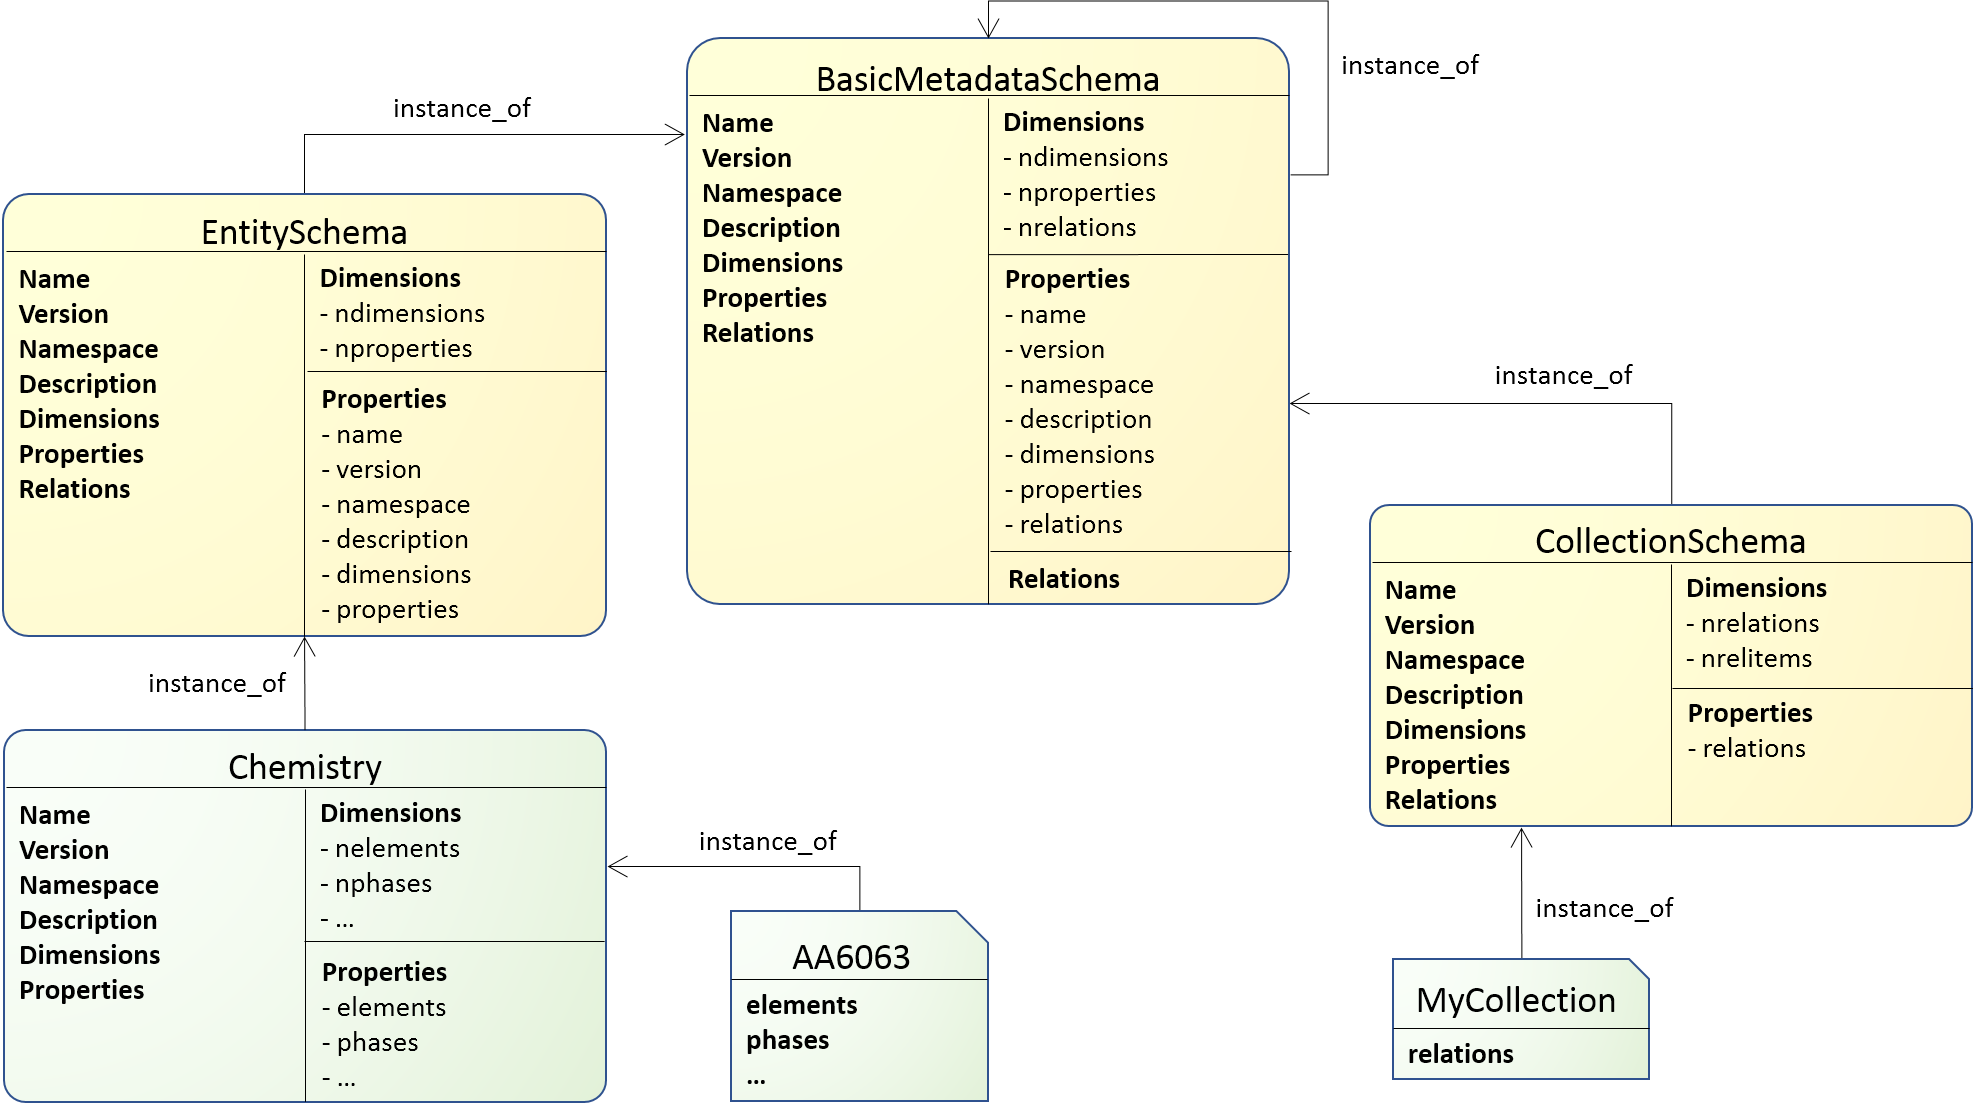 instance_of
BasicMetadataSchema
Name
Version
Namespace
Description
Dimensions
Properties
Relations
Dimensions
- ndimensions
- nproperties
- nrelations
Properties
- name
- version
- namespace
- description
- dimensions
- properties
- relations
Relations
instance_of
EntitySchema
Name
Version
Namespace
Description
Dimensions
Properties
Relations
Dimensions
- ndimensions
- nproperties
Properties
- name
- version
- namespace
- description
- dimensions
- properties
instance_of
CollectionSchema
Name
Version
Namespace
Description
Dimensions
Properties
Relations
Dimensions
- nrelations
- nrelitems
Properties
- relations
instance_of
Chemistry
Name
Version
Namespace
Description
Dimensions
Properties
Dimensions
- nelements
- nphases
- ...
Properties
- elements
- phases
- ...
instance_of
AA6063
elements
phases
...
instance_of
MyCollection
relations